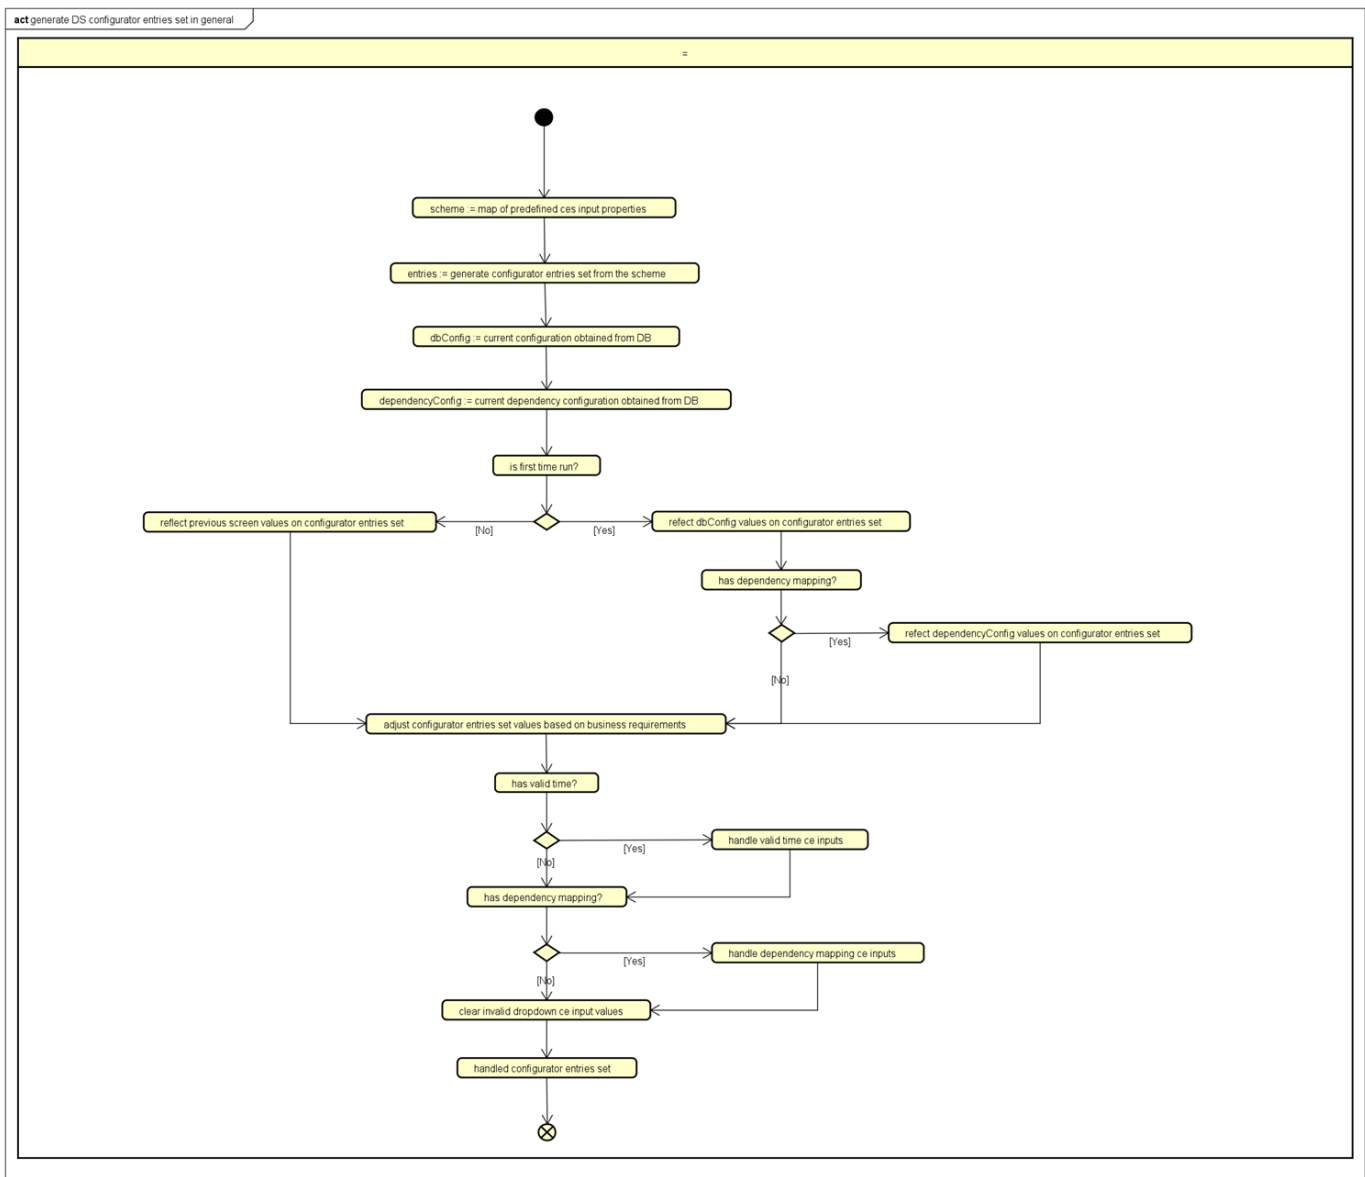 act generate DS configurator entries set in general
=
scheme := map of predefined ces input properties
entries := generate configurator entries set from the scheme
dbConfig := current configuration obtained from DB
dependencyConfig := current dependency configuration obtained from DB
is first time run?
reflect previous screen values on configurator entries set
[No]
[Yes]
refect dbConfig values on configurator entries set
has dependency mapping?
[Yes]
refect dependencyConfig values on configurator entries set
[No]
adjust configurator entries set values based on business requirements
has valid time?
[Yes]
handle valid time ce inputs
[No]
has dependency mapping?
[Yes]
handle dependency mapping ce inputs
[No]
clear invalid dropdown ce input values
handled configurator entries set